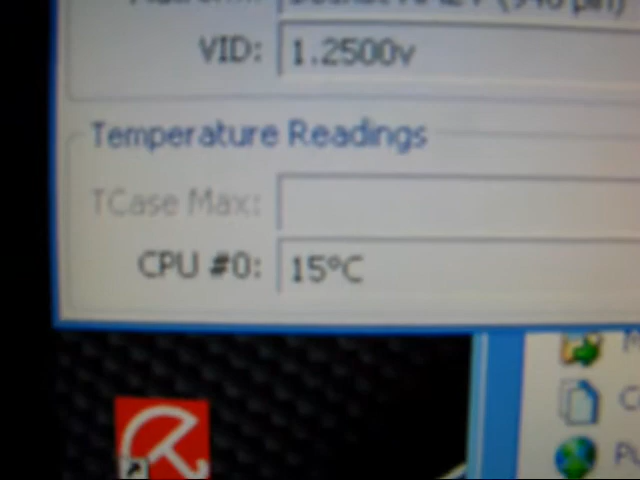 VID: 1.2500v
Temperature Readings
TCase Max:
CPU #0: 15°C